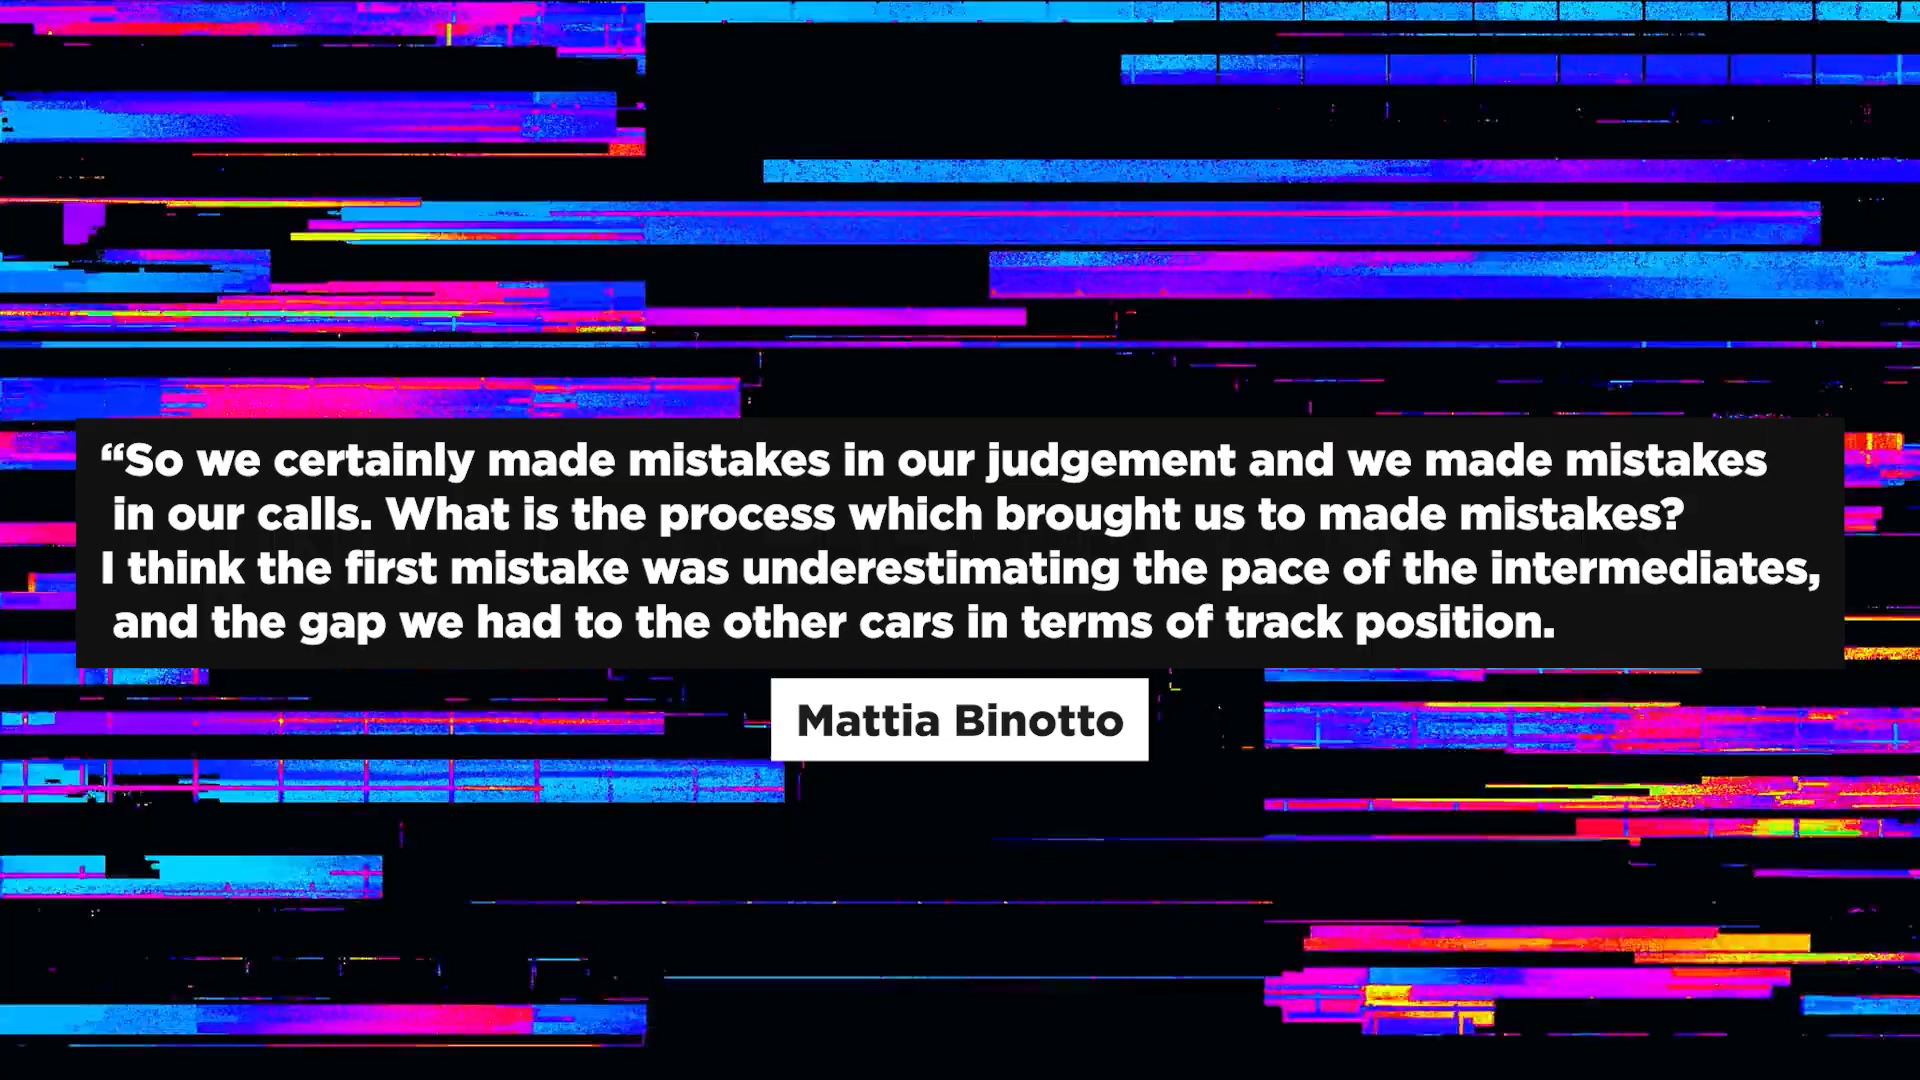 “So we certainly made mistakes in our judgement and we made mistakes
in our calls. What is the process which brought us to made mistakes?
I think the first mistake was underestimating the pace of the intermediates,
and the gap we had to the other cars in terms of track position.
Mattia Binotto